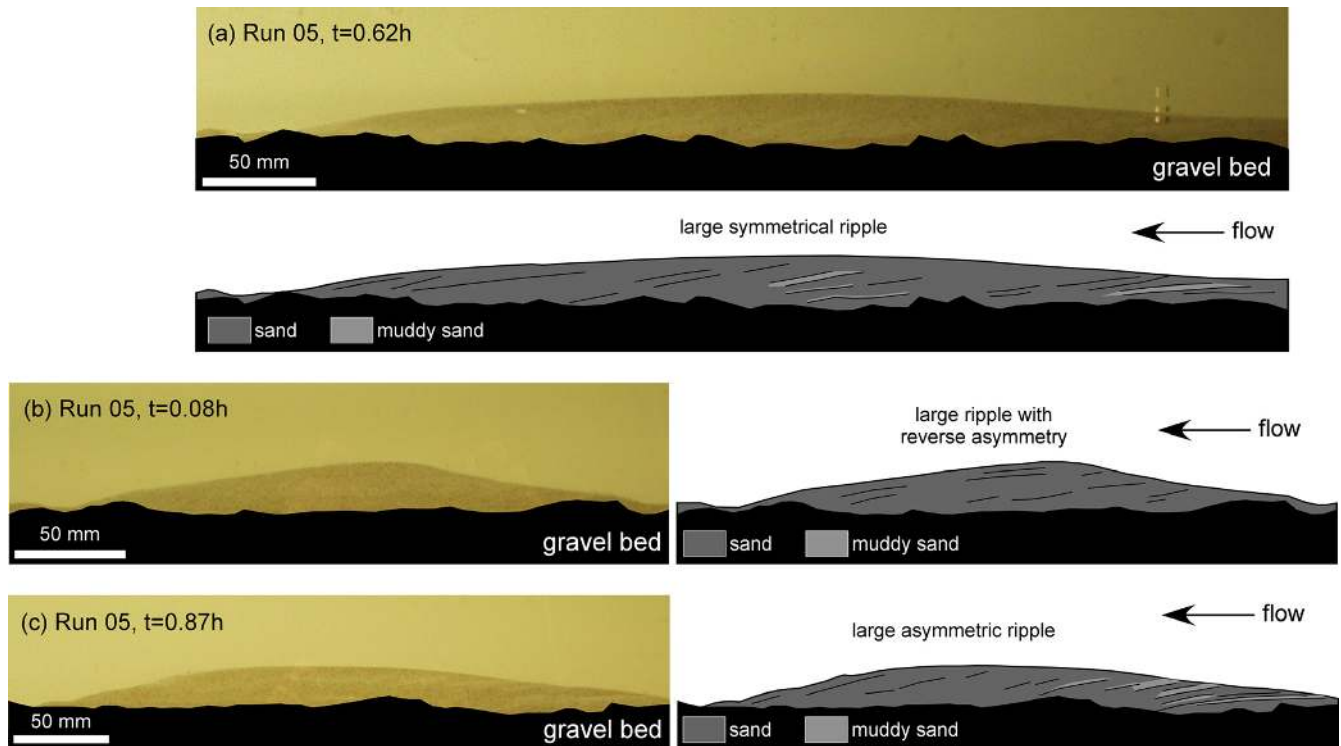 (a) Run 05, t=0.62h
50 mm
gravel bed
large symmetrical ripple
flow
sand
muddy sand
(b) Run 05, t=0.08h
50 mm
gravel bed
large ripple with
reverse asymmetry
flow
sand
muddy sand
(c) Run 05, t=0.87h
50 mm
gravel bed
large asymmetric ripple
flow
sand
muddy sand